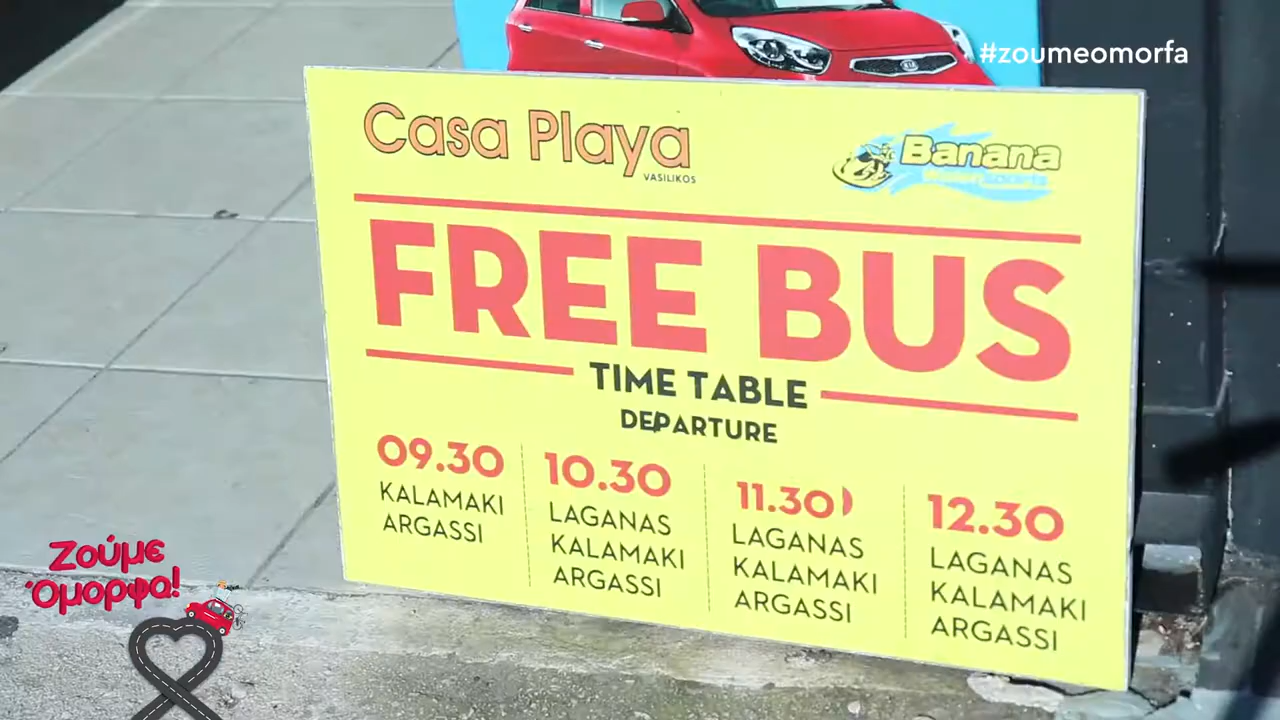 #zoumeomorfa
KIA
Casa Playa
VASILIKOS
Banana
FREE BUS
TIME TABLE
DEPARTURE
09.30
KALAMAKI
ARGASSI
10.30
LAGANAS
KALAMAKI
ARGASSI
11.30
LAGANAS
KALAMAKI
ARGASSI
12.30
LAGANAS
KALAMAKI
ARGASSI
Ζούμε
Όμορφα!